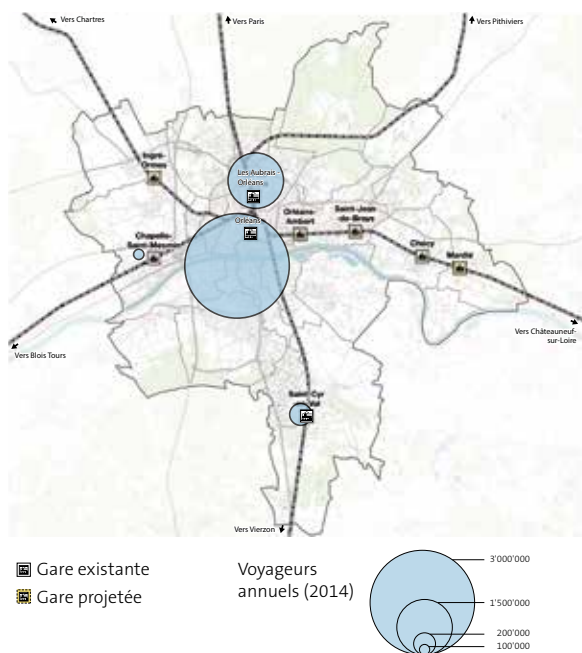 Vers Chartres
Vers Paris
Vers Pithiviers
Ingré-
Ormes
Les Aubrais -
Orléans
Orléans
Orléans-
Ambert
Saint-Jean
-de-Braye
Chapelle-
Saint-Mesmin
Chécy
Mardié
Vers Châteauneuf-
sur-Loire
Vers Blois Tours
Saint-Cyr
Val
Vers Vierzon
Gare existante
Gare projetée
Voyageurs
annuels (2014)
3'000'000
1'500'000
200'000
100'000